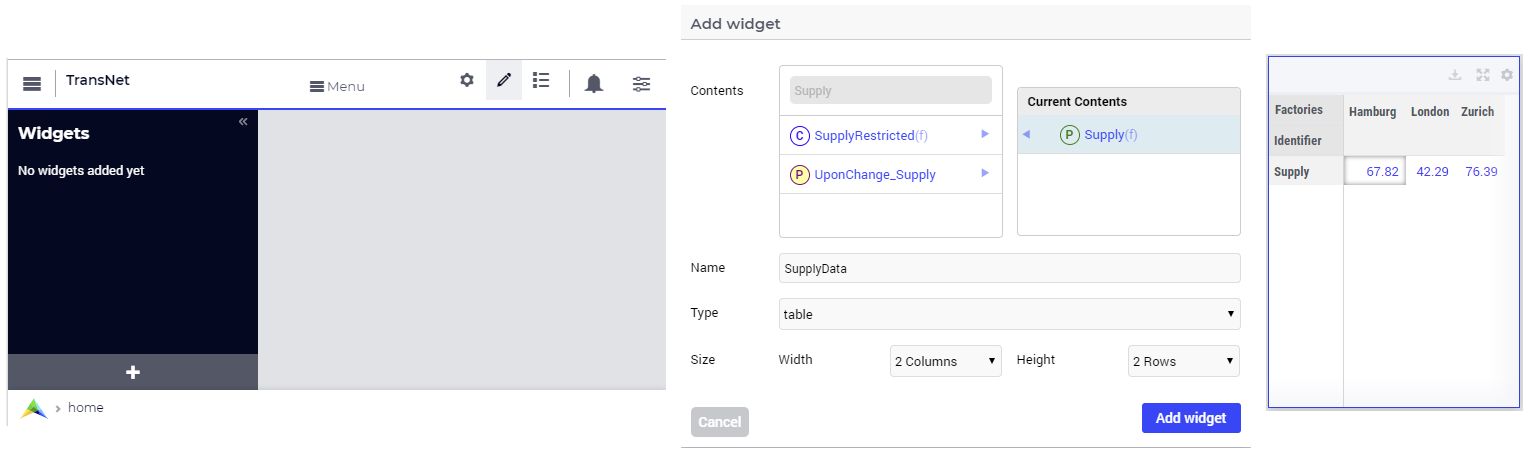 TransNet
Menu
Widgets
«
No widgets added yet
+
> home
Add widget
Contents
Supply
C SupplyRestricted(f)
P UponChange_Supply
Current Contents
P Supply(f)
Name
SupplyData
Type
table
Size
Width
2 Columns
Height
2 Rows
Cancel
Add widget
Factories Hamburg London Zurich
Identifier
Supply 67.82 42.29 76.39